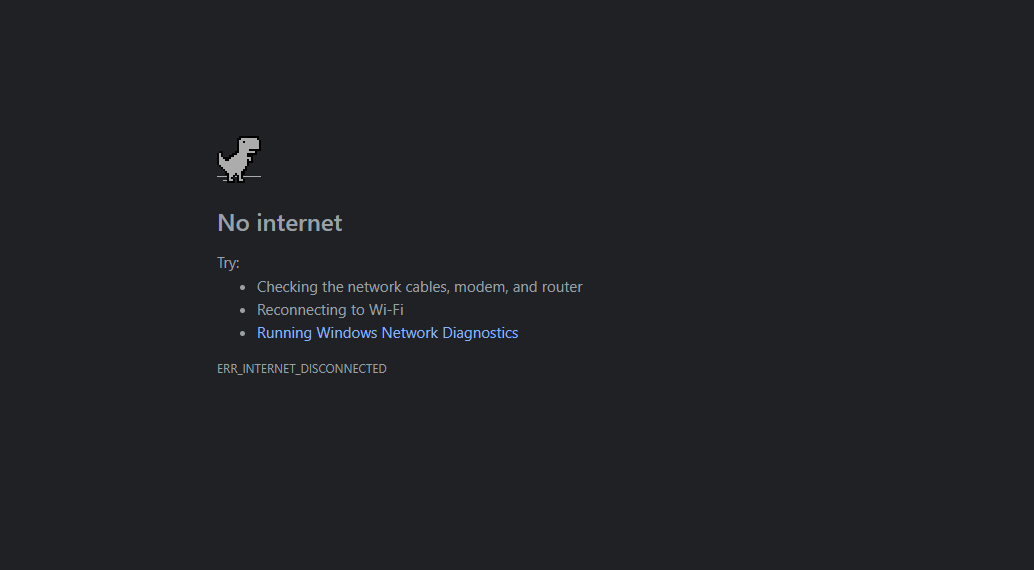 No internet
Try:
• Checking the network cables, modem, and router
• Reconnecting to Wi-Fi
• Running Windows Network Diagnostics
ERR_INTERNET_DISCONNECTED